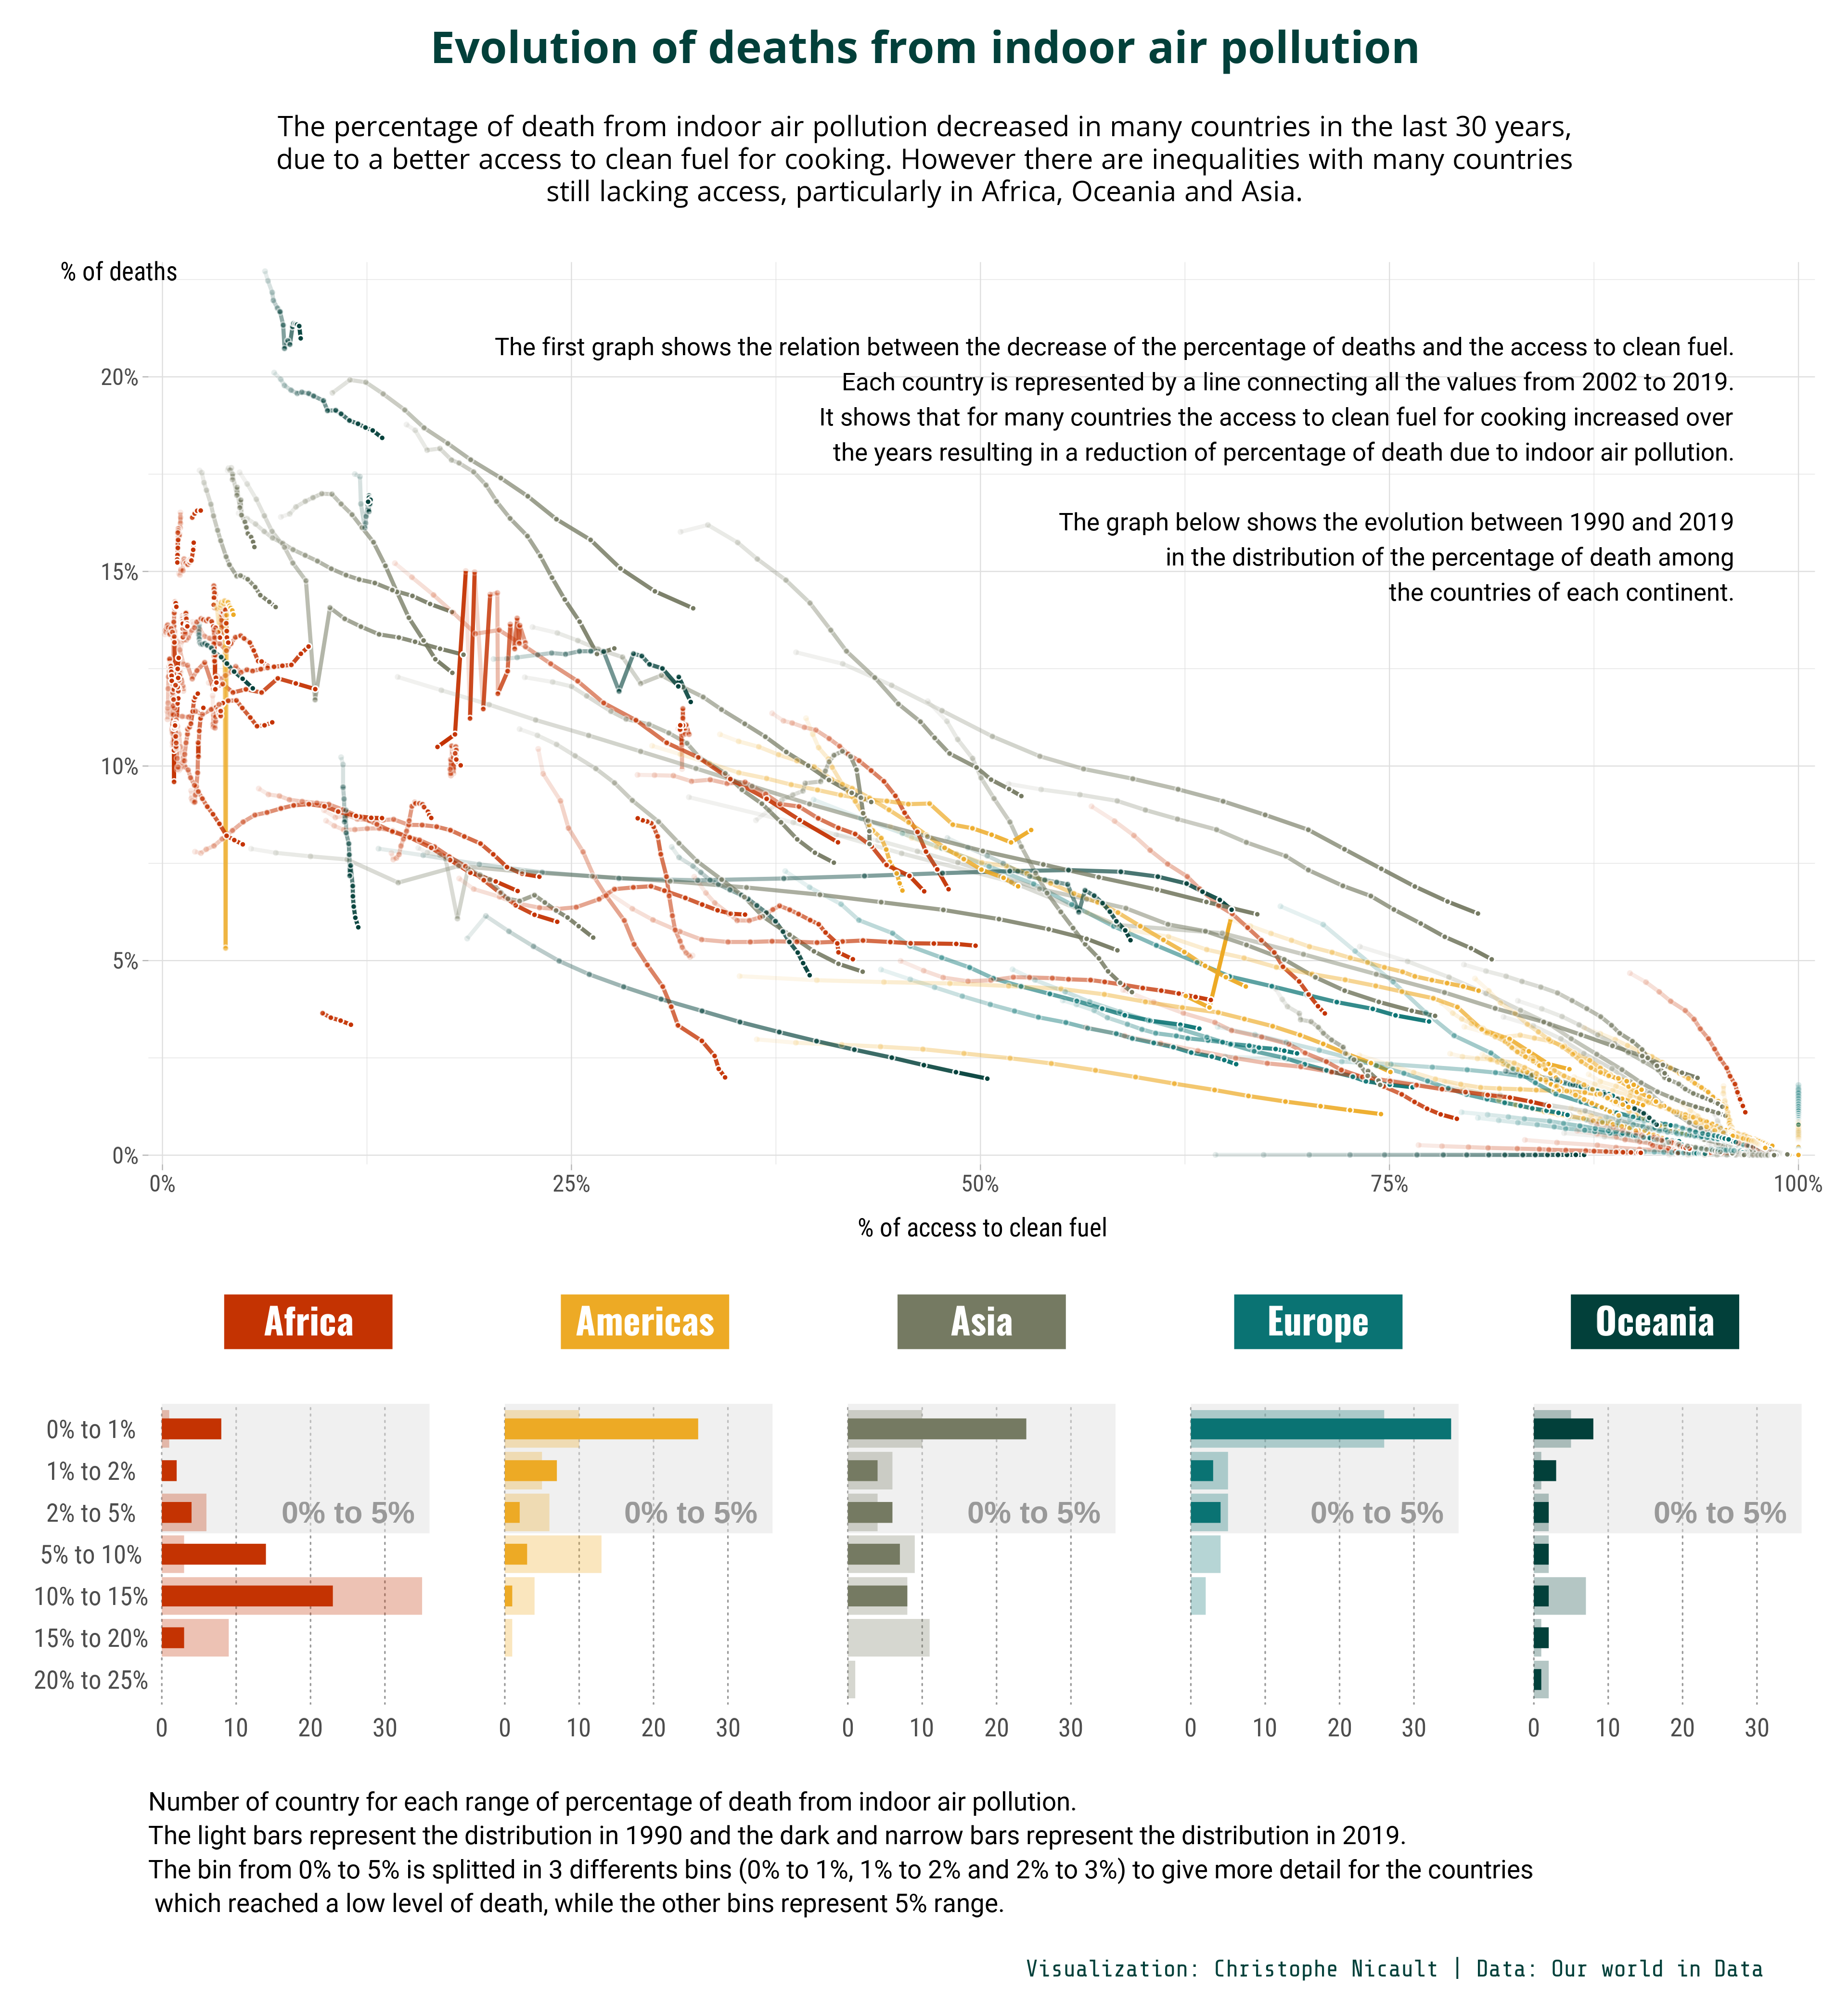 Evolution of deaths from indoor air pollution
The percentage of death from indoor air pollution decreased in many countries in the last 30 years,
due to a better access to clean fuel for cooking. However there are inequalities with many countries
still lacking access, particularly in Africa, Oceania and Asia.
% of deaths
The first graph shows the relation between the decrease of the percentage of deaths and the access to clean fuel.
Each country is represented by a line connecting all the values from 2002 to 2019.
It shows that for many countries the access to clean fuel for cooking increased over
the years resulting in a reduction of percentage of death due to indoor air pollution.
The graph below shows the evolution between 1990 and 2019
in the distribution of the percentage of death among
the countries of each continent.
20%
15%
10%
5%
0%
0% 25% 50% 75% 100%
% of access to clean fuel
Africa Americas Asia Europe Oceania
0% to 1%
1% to 2%
2% to 5% 0% to 5% 0% to 5% 0% to 5% 0% to 5% 0% to 5%
5% to 10%
10% to 15%
15% to 20%
20% to 25%
0 10 20 30 0 10 20 30 0 10 20 30 0 10 20 30 0 10 20 30
Number of country for each range of percentage of death from indoor air pollution.
The light bars represent the distribution in 1990 and the dark and narrow bars represent the distribution in 2019.
The bin from 0% to 5% is splitted in 3 differents bins (0% to 1%, 1% to 2% and 2% to 3%) to give more detail for the countries
which reached a low level of death, while the other bins represent 5% range.
Visualization: Christophe Nicault | Data: Our world in Data